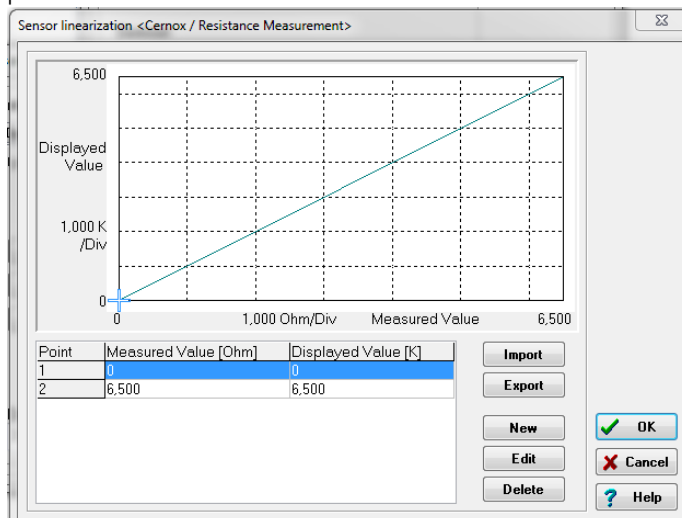 Sensor linearization <Cernox / Resistance Measurement>
6,500
Displayed
Value
1,000 K
/Div
0
0 1,000 Ohm/Div Measured Value 6,500
Point Measured Value [Ohm] Displayed Value [K]
1 0 0
2 6,500 6,500
Import
Export
New
Edit
Delete
OK
Cancel
? Help